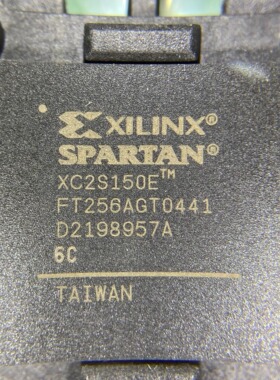 XILINX®
SPARTAN®
XC2S150E™
FT256AGT0441
D2198957A
6C
TAIWAN